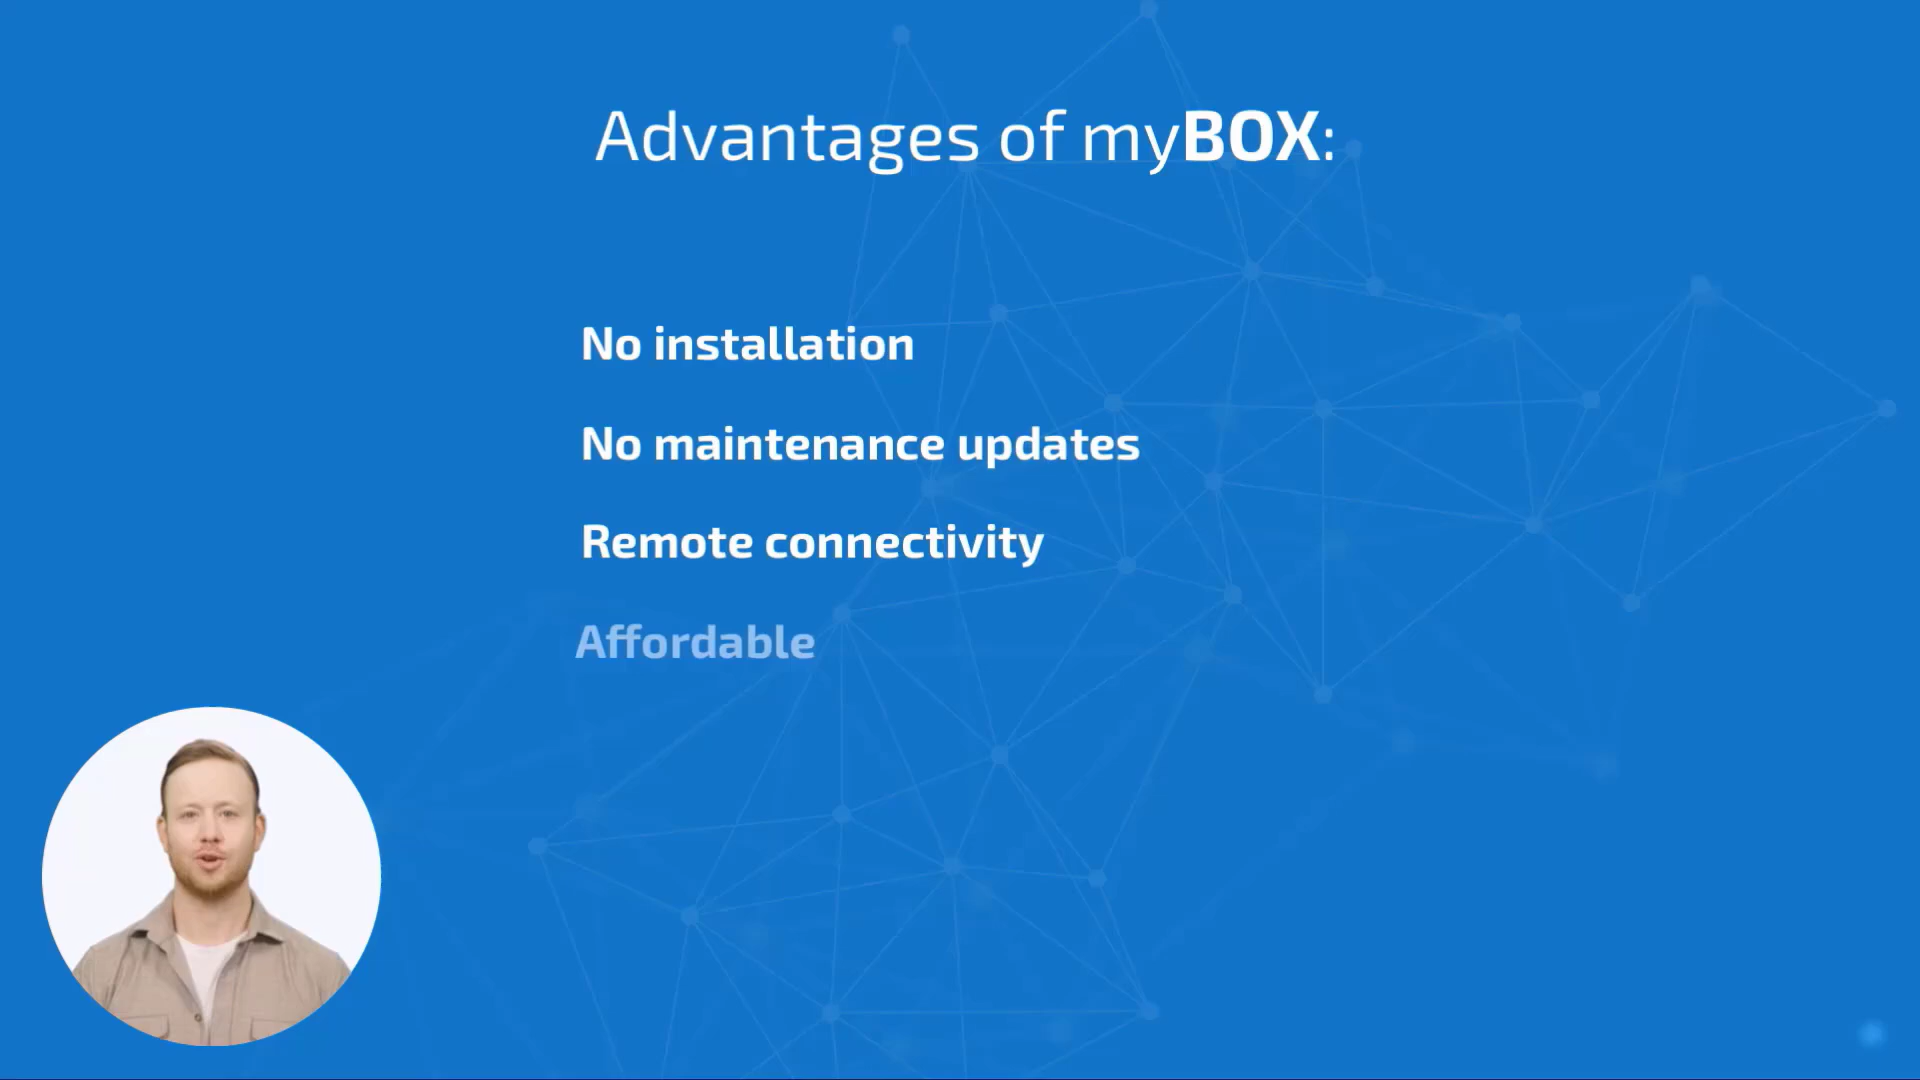 Advantages of myBOX:
No installation
No maintenance updates
Remote connectivity
Affordable